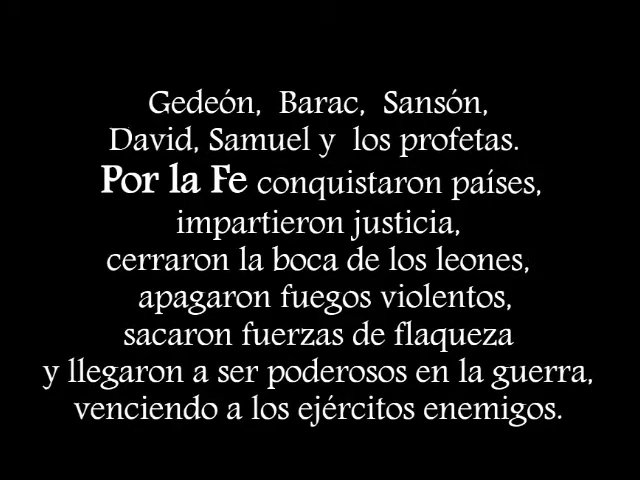 Gedeón, Barac, Sansón,
David, Samuel y los profetas.
Por la Fe conquistaron países,
impartieron justicia,
cerraron la boca de los leones,
apagaron fuegos violentos,
sacaron fuerzas de flaqueza
y llegaron a ser poderosos en la guerra,
venciendo a los ejércitos enemigos.